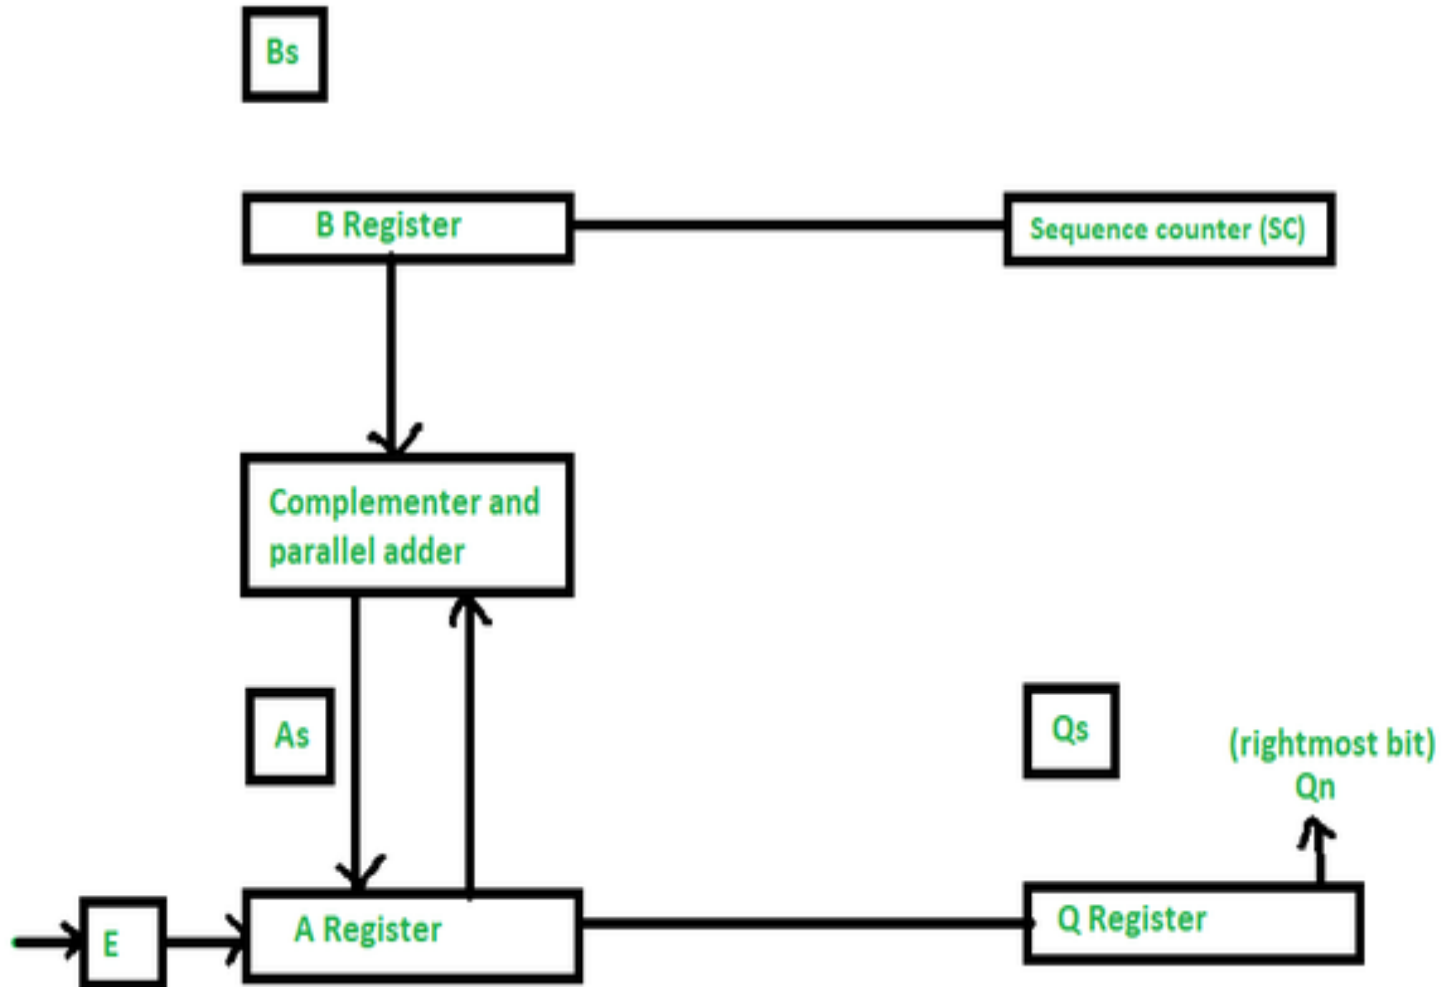 Bs
B Register
Sequence counter (SC)
Complementer and
parallel adder
As
Qs
(rightmost bit)
Qn
E
A Register
Q Register